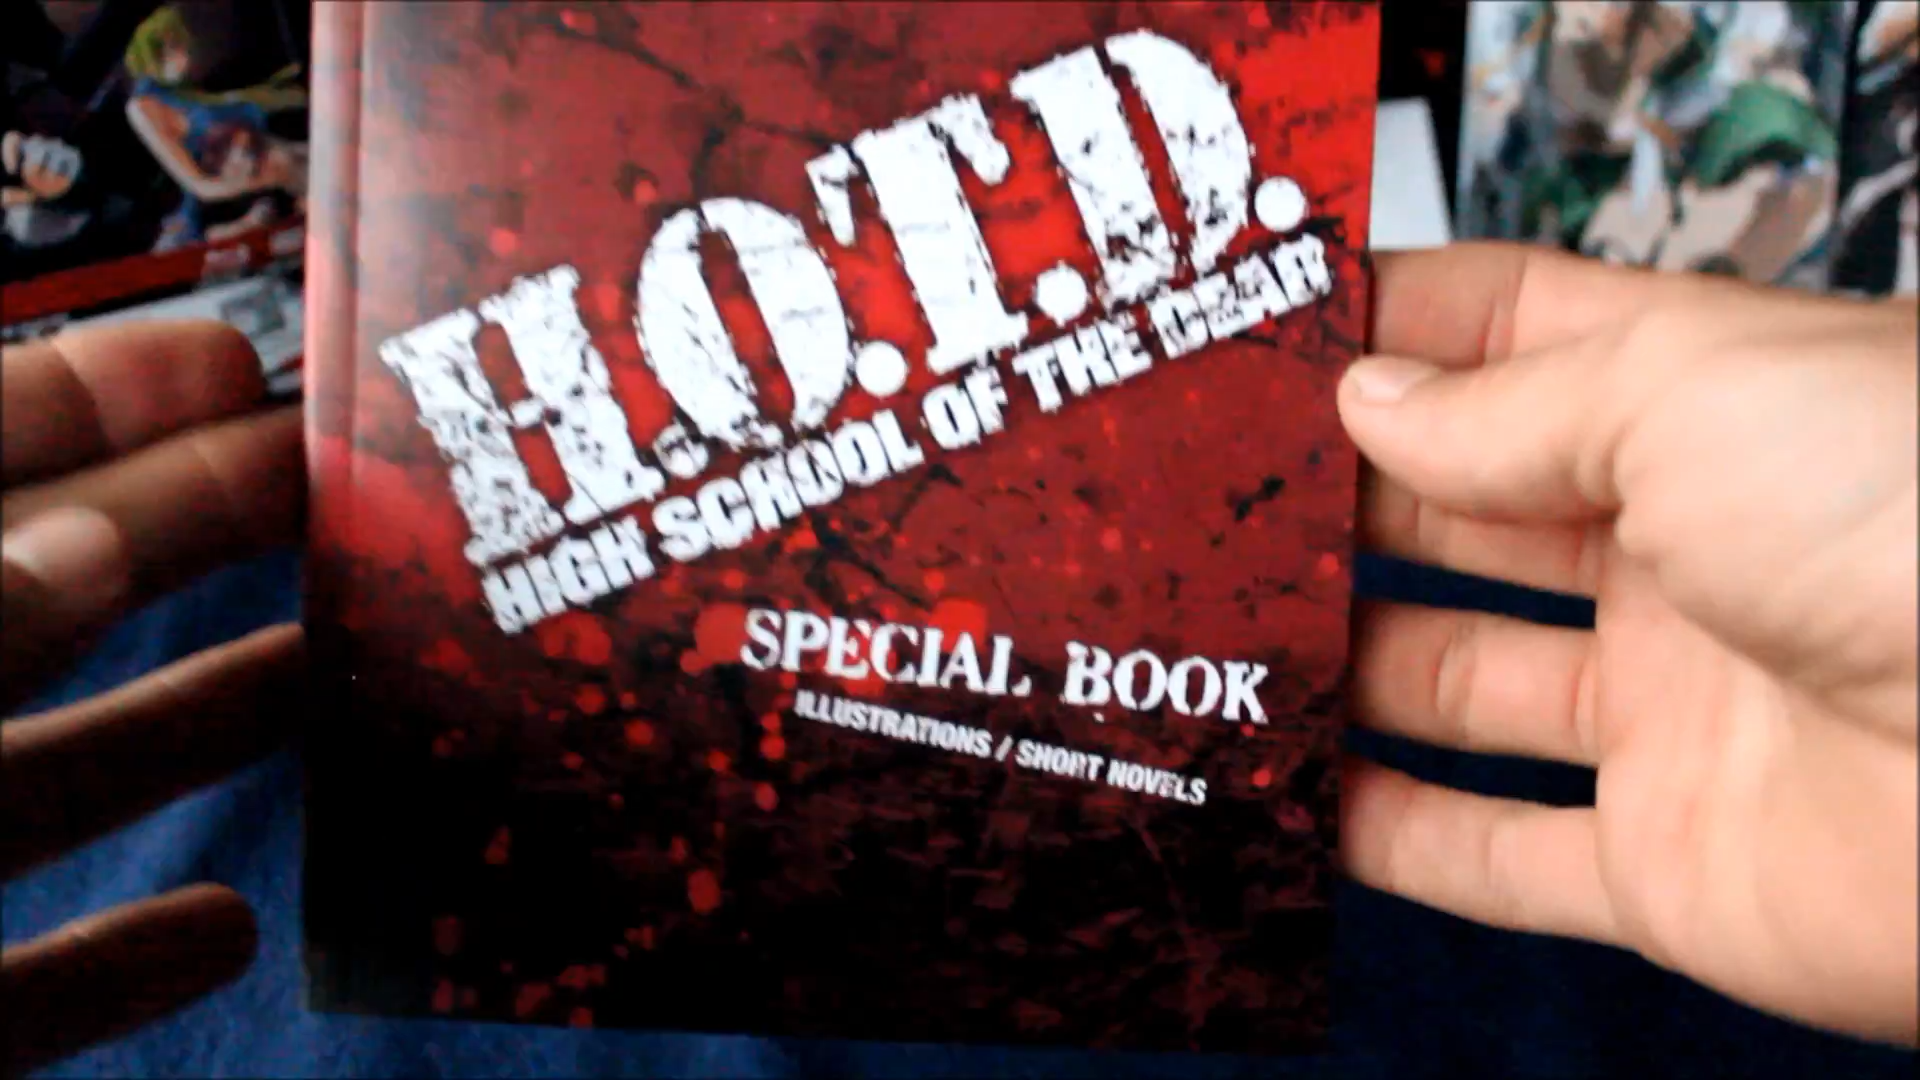 H.O.T.D.
HIGH SCHOOL OF THE DEAD
SPECIAL BOOK
ILLUSTRATIONS / SHORT NOVELS